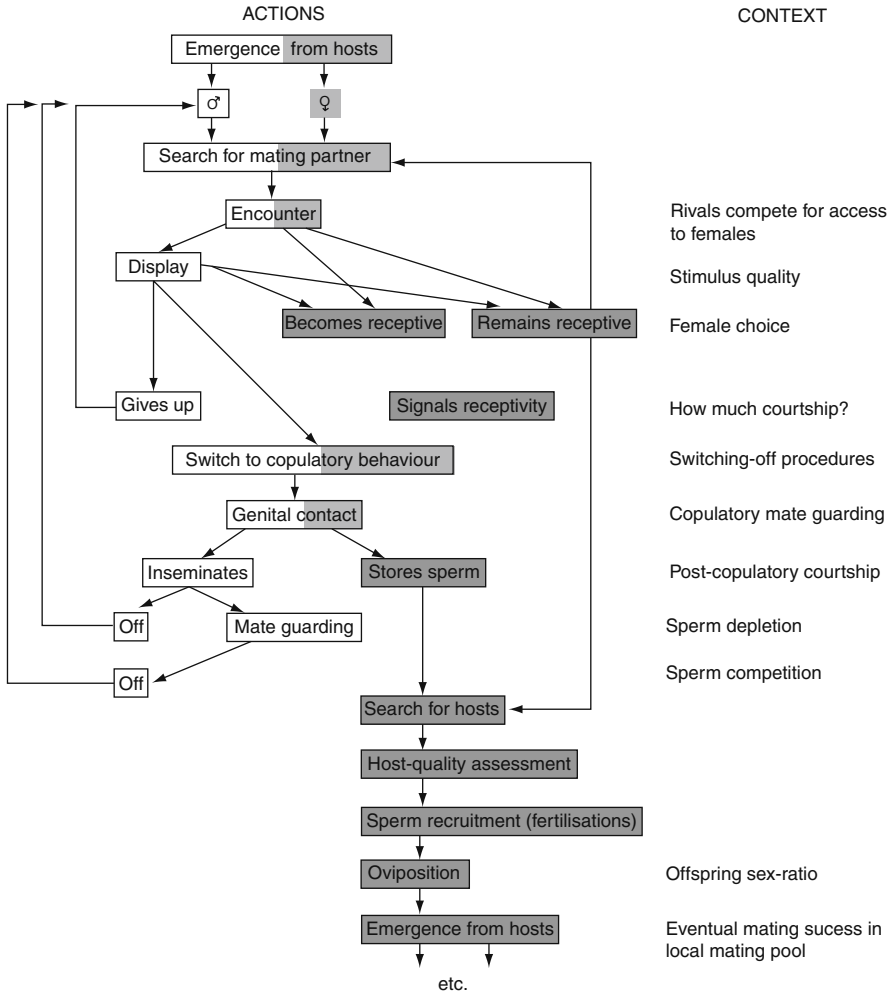 ACTIONS
CONTEXT
Emergence from hosts
♂
♀
Search for mating partner
Encounter
Rivals compete for access
to females
Display
Stimulus quality
Becomes receptive
Remains receptive
Female choice
Gives up
Signals receptivity
How much courtship?
Switch to copulatory behaviour
Switching-off procedures
Genital contact
Copulatory mate guarding
Inseminates
Stores sperm
Post-copulatory courtship
Off
Mate guarding
Sperm depletion
Off
Sperm competition
Search for hosts
Host-quality assessment
Sperm recruitment (fertilisations)
Oviposition
Offspring sex-ratio
Emergence from hosts
Eventual mating sucess in
local mating pool
etc.